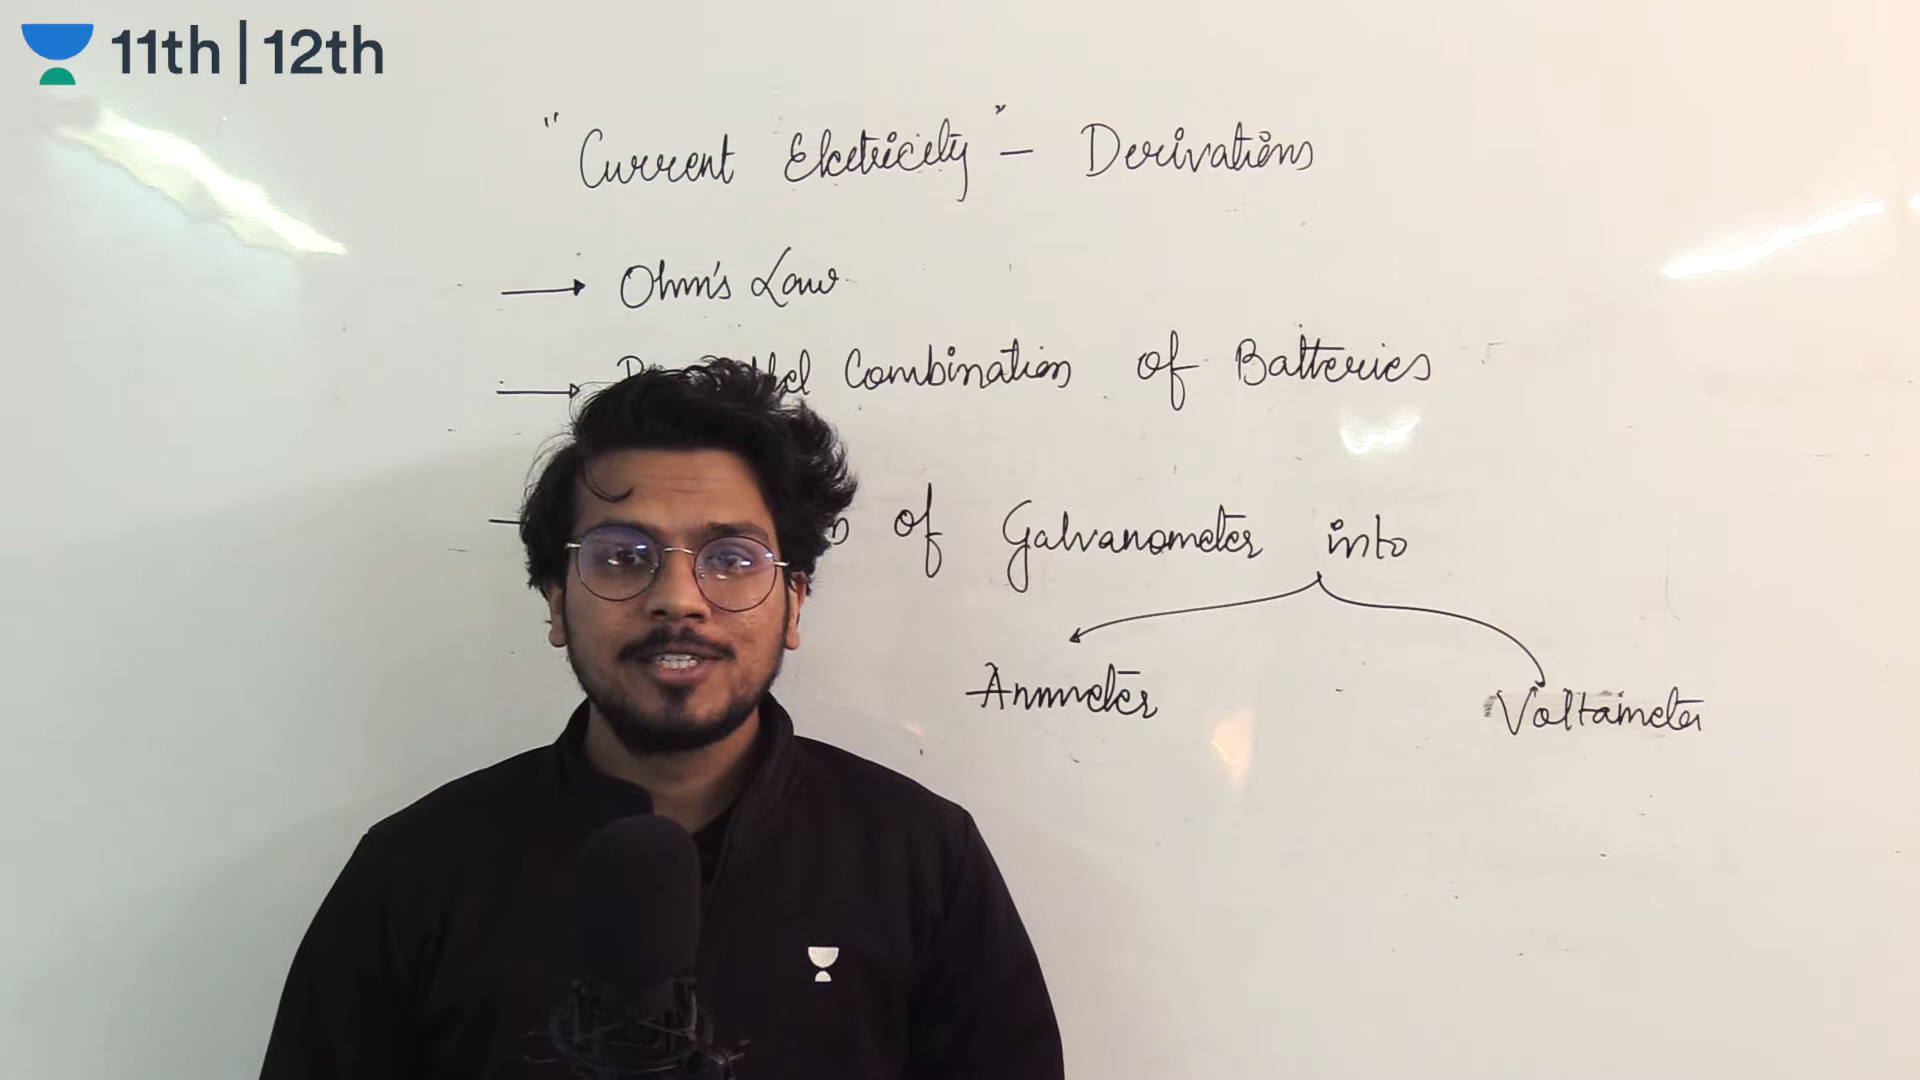 11th | 12th
"Current Electricity" - Derivations
→ Ohm's Law
→ Combination of Batteries
of Galvanometer into
Ammeter Voltameter